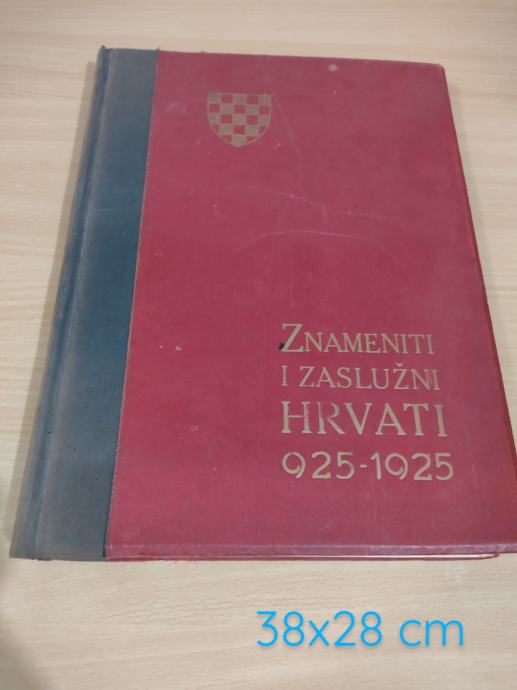 ZNAMENITI
I ZASLUŽNI
HRVATI
925-1925
38x28 cm